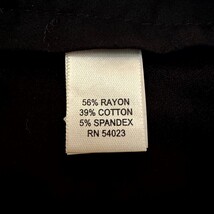 56% RAYON
39% COTTON
5% SPANDEX
RN 54023